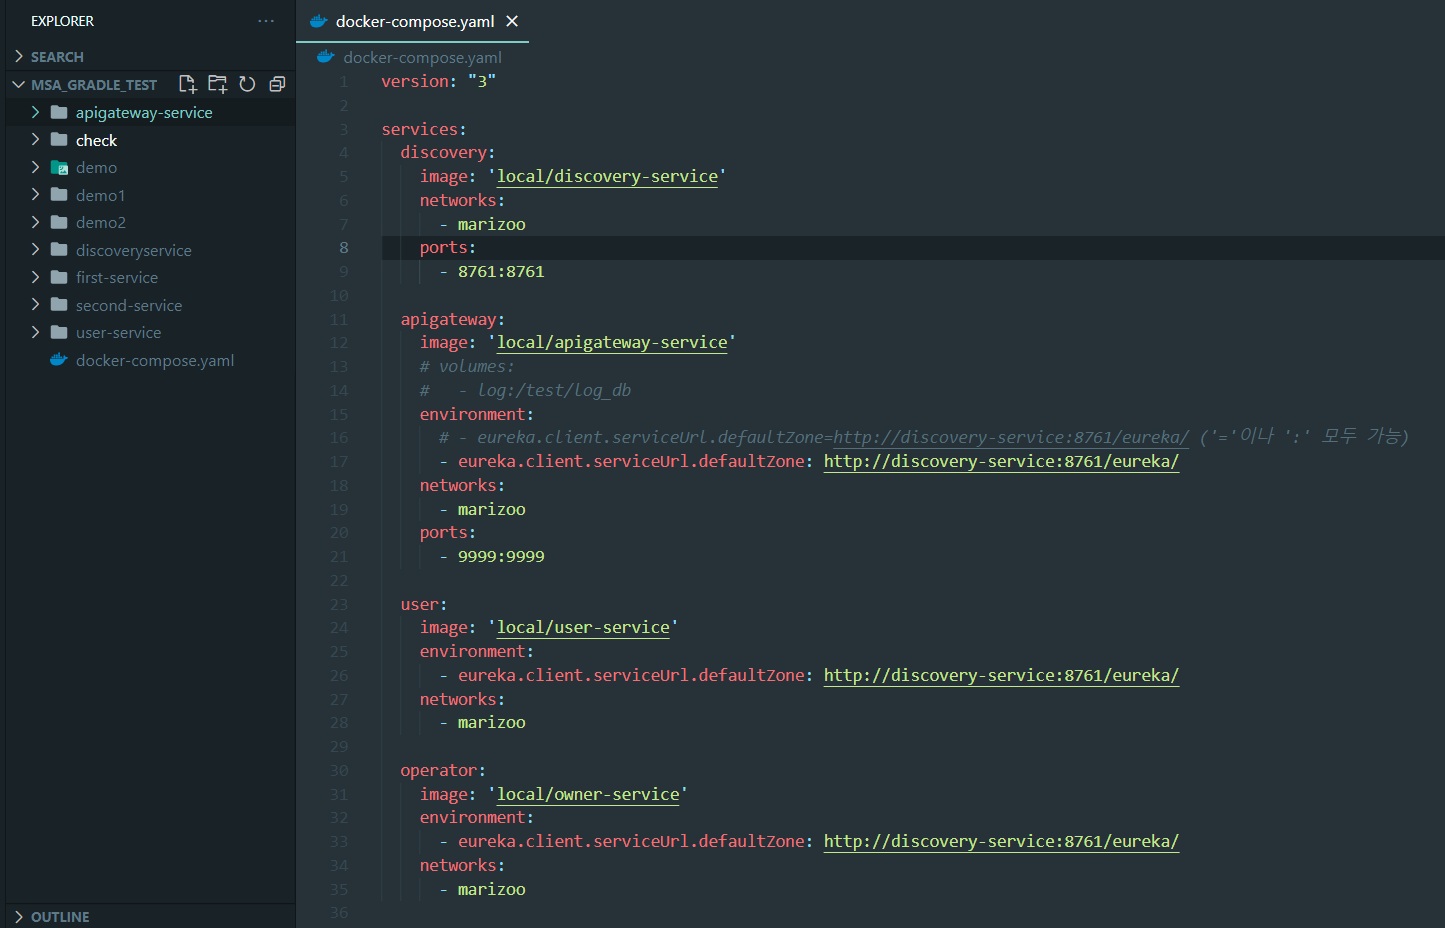 EXPLORER
SEARCH
MSA_GRADLE_TEST
apigateway-service
check
demo
demo1
demo2
discoveryservice
first-service
second-service
user-service
docker-compose.yaml
OUTLINE
docker-compose.yaml
docker-compose.yaml
1 version: "3"
2
3 services:
4 discovery:
5 image: 'local/discovery-service'
6 networks:
7 - marizoo
8 ports:
9 - 8761:8761
10
11 apigateway:
12 image: 'local/apigateway-service'
13 # volumes:
14 # - log:/test/log_db
15 environment:
16 # - eureka.client.serviceUrl.defaultZone=http://discovery-service:8761/eureka/ ('='이나 ':' 모두 가능)
17 - eureka.client.serviceUrl.defaultZone: http://discovery-service:8761/eureka/
18 networks:
19 - marizoo
20 ports:
21 - 9999:9999
22
23 user:
24 image: 'local/user-service'
25 environment:
26 - eureka.client.serviceUrl.defaultZone: http://discovery-service:8761/eureka/
27 networks:
28 - marizoo
29
30 operator:
31 image: 'local/owner-service'
32 environment:
33 - eureka.client.serviceUrl.defaultZone: http://discovery-service:8761/eureka/
34 networks:
35 - marizoo
36